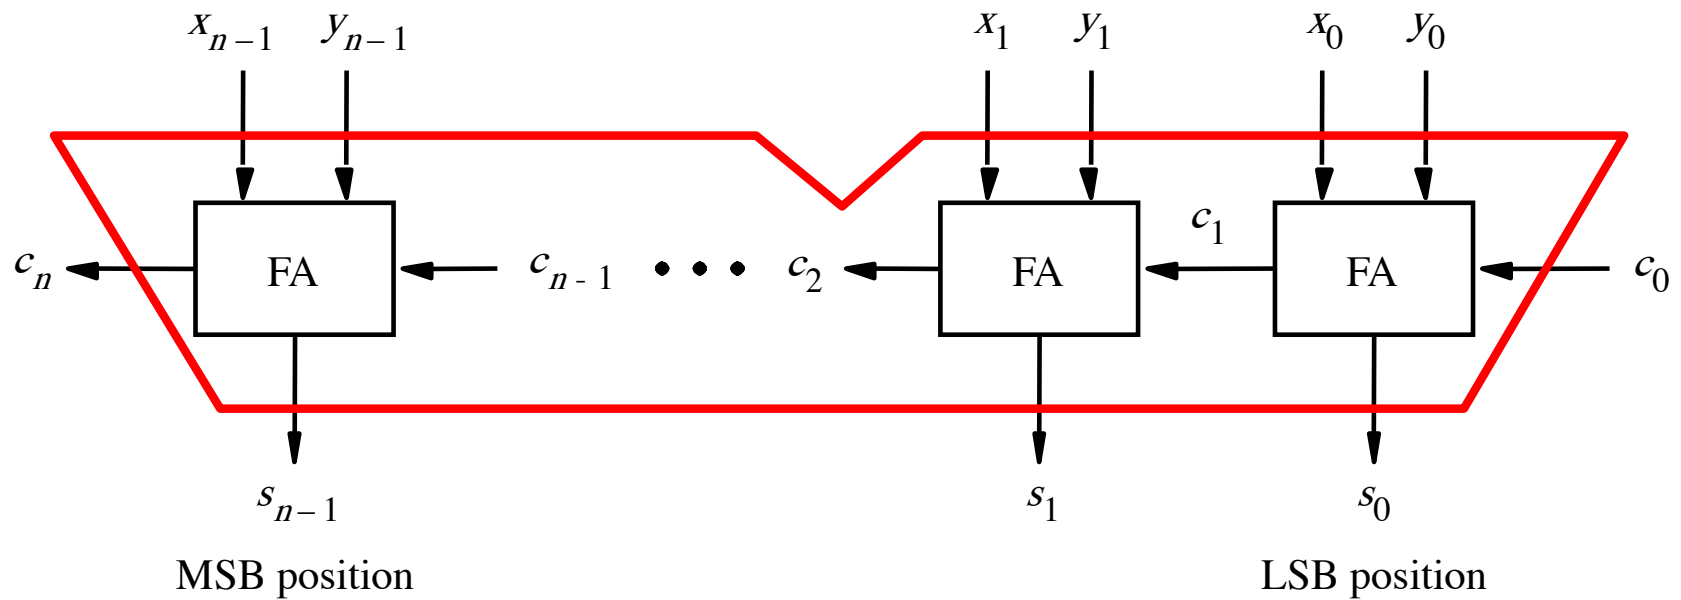 xₙ₋₁ yₙ₋₁ x₁ y₁ x₀ y₀
c₁
cₙ FA cₙ₋₁ • • • c₂ FA FA c₀
sₙ₋₁ s₁ s₀
MSB position LSB position